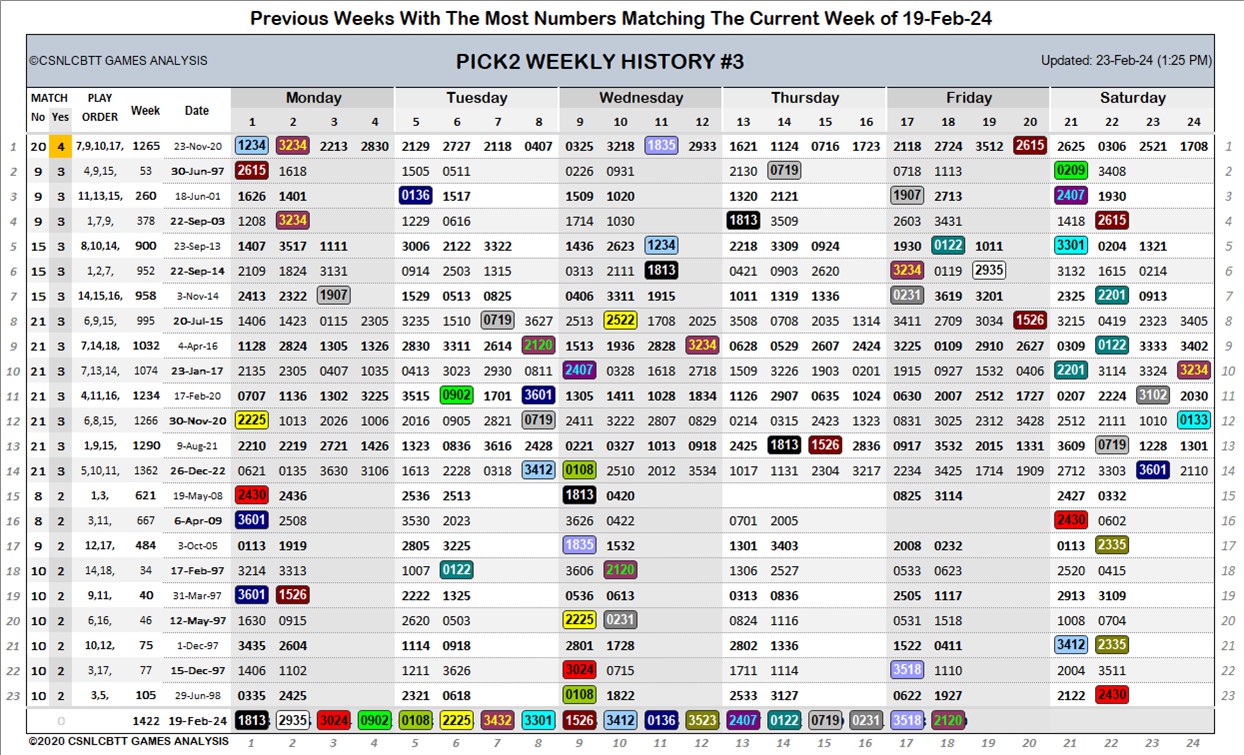 Previous Weeks With The Most Numbers Matching The Current Week of 19-Feb-24
©CSNLCBTT GAMES ANALYSIS PICK2 WEEKLY HISTORY #3 Updated: 23-Feb-24 (1:25 PM)
MATCH PLAY Week Date Monday Tuesday Wednesday Thursday Friday Saturday
No Yes ORDER 1 2 3 4 5 6 7 8 9 10 11 12 13 14 15 16 17 18 19 20 21 22 23 24
1 20 4 7,9,10,17, 1265 23-Nov-20 1234 3234 2213 2830 2129 2727 2118 0407 0325 3218 1835 2933 1621 1124 0716 1723 2118 2724 3512 2615 2625 0306 2521 1708 1
2 9 3 4,9,15, 53 30-Jun-97 2615 1618 1505 0511 0226 0931 2130 0719 0718 1113 0209 3408 2
3 9 3 11,13,15, 260 18-Jun-01 1626 1401 0136 1517 1509 1020 1320 2121 1907 2713 2407 1930 3
4 9 3 1,7,9, 378 22-Sep-03 1208 3234 1229 0616 1714 1030 1813 3509 2603 3431 1418 2615 4
5 15 3 8,10,14, 900 23-Sep-13 1407 3517 1111 3006 2122 3322 1436 2623 1234 2218 3309 0924 1930 0122 1011 3301 0204 1321 5
6 15 3 1,2,7, 952 22-Sep-14 2109 1824 3131 0914 2503 1315 0313 2111 1813 0421 0903 2620 3234 0119 2935 3132 1615 0214 6
7 15 3 14,15,16, 958 3-Nov-14 2413 2322 1907 1529 0513 0825 0406 3311 1915 1011 1319 1336 0231 3619 3201 2325 2201 0913 7
8 21 3 6,9,15, 995 20-Jul-15 1406 1423 0115 2305 3235 1510 0719 3627 2513 2522 1708 2025 3508 0708 2035 1314 3411 2709 3034 1526 3215 0419 2323 3405 8
9 21 3 7,14,18, 1032 4-Apr-16 1128 2824 1305 1326 2830 3311 2614 2120 1513 1936 2828 3234 0628 0529 2607 2424 3225 0109 2910 2627 0309 0122 3333 3402 9
10 21 3 7,13,14, 1074 23-Jan-17 2135 2305 0407 1035 0413 3023 2930 0811 2407 0328 1618 2718 1509 3226 1903 0201 1915 0927 1532 0406 2201 3114 3324 3234 10
11 21 3 4,11,16, 1234 17-Feb-20 0707 1136 1302 3225 3515 0902 1701 3601 1305 1411 1028 1834 1126 2907 0635 1024 0630 2007 2512 1727 0207 2224 3102 2030 11
12 21 3 6,8,15, 1266 30-Nov-20 2225 1013 2026 1006 2016 0905 0821 0719 2411 3222 2807 0829 0214 0315 2423 1323 0831 3025 2312 3428 2512 2111 1010 0133 12
13 21 3 1,9,15, 1290 9-Aug-21 2210 2219 2721 1426 1323 0836 3616 2428 0221 0327 1013 0918 2425 1813 1526 2836 0917 3532 2015 1331 3609 0719 1228 1301 13
14 21 3 5,10,11, 1362 26-Dec-22 0621 0135 3630 3106 1613 2228 0318 3412 0108 2510 2012 3534 1017 1131 2304 3217 2234 3425 1714 1909 2712 3303 3601 2110 14
15 8 2 1,3, 621 19-May-08 2430 2436 2536 2513 1813 0420 0825 3114 2427 0332 15
16 8 2 3,11, 667 6-Apr-09 3601 2508 3530 2023 3626 0422 0701 2005 2430 0602 16
17 9 2 12,17, 484 3-Oct-05 0113 1919 2805 3225 1835 1532 1301 3403 2008 0232 0113 2335 17
18 10 2 14,18, 34 17-Feb-97 3214 3313 1007 0122 3606 2120 1306 2527 0533 0623 2520 0415 18
19 10 2 9,11, 40 31-Mar-97 3601 1526 2222 1325 0536 0613 0313 0836 2505 1117 2913 3109 19
20 10 2 6,16, 46 12-May-97 1630 0915 2620 0503 2225 0231 0824 1116 0531 1518 1008 0704 20
21 10 2 10,12, 75 1-Dec-97 3435 2604 1114 0918 2801 1728 2802 1336 1522 0411 3412 2335 21
22 10 2 3,17, 77 15-Dec-97 1406 1102 1211 3626 3024 0715 1711 1114 3518 1110 2004 3511 22
23 10 2 3,5, 105 29-Jun-98 0335 2425 2321 0618 0108 1822 2533 3127 0622 1927 2122 2430 23
0 1422 19-Feb-24 1813 2935 3024 0902 0108 2225 3432 3301 1526 3412 0136 3523 2407 0122 0719 0231 3518 2120
©2020 CSNLCBTT GAMES ANALYSIS 1 2 3 4 5 6 7 8 9 10 11 12 13 14 15 16 17 18 19 20 21 22 23 24